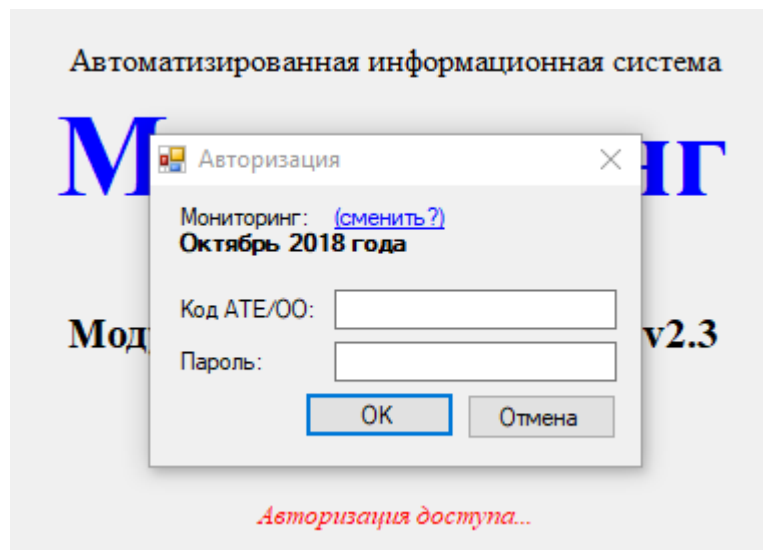 Автоматизированная информационная система
Авторизация
Мониторинг: (сменить?)
Октябрь 2018 года
Код АТЕ/ОО:
v2.3
Пароль:
OK Отмена
Авторизация доступа...